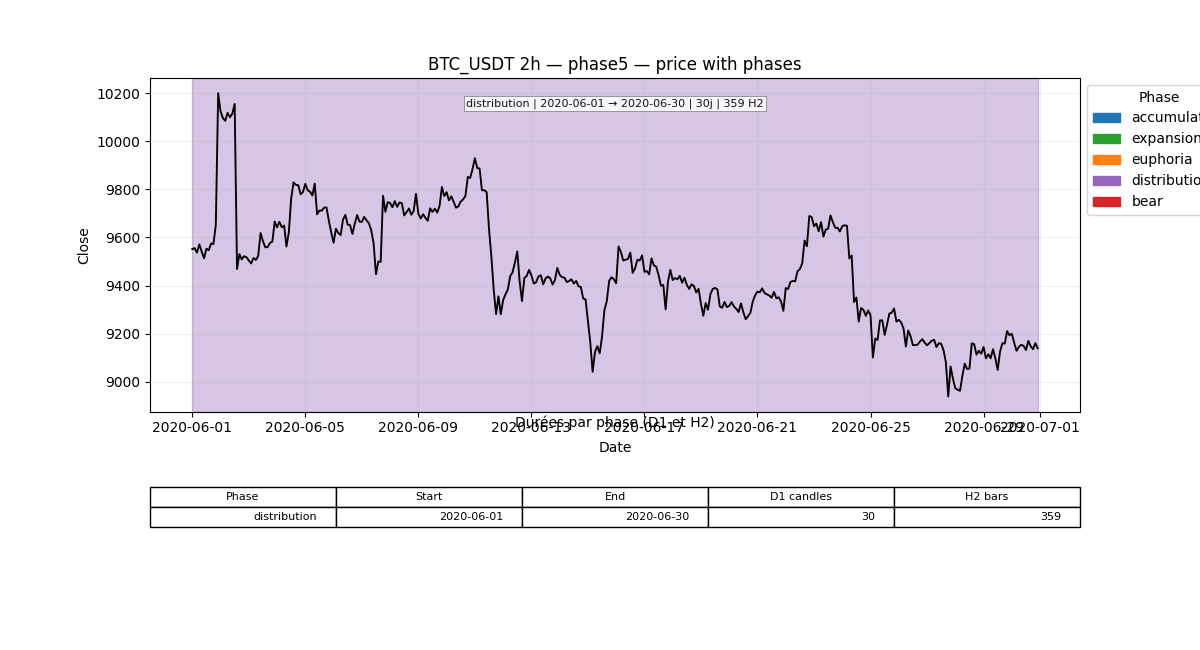 BTC_USDT 2h — phase5 — price with phases
distribution | 2020-06-01 → 2020-06-30 | 30j | 359 H2
Phase
accumulat
expansion
euphoria
distributio
bear
Close
10200
10000
9800
9600
9400
9200
9000
Durées par phase (D1 et H2)
2020-06-01 2020-06-05 2020-06-09 2020-06-13 2020-06-17 2020-06-21 2020-06-25 2020-06-29 2020-07-01
Date
Phase Start End D1 candles H2 bars
distribution 2020-06-01 2020-06-30 30 359